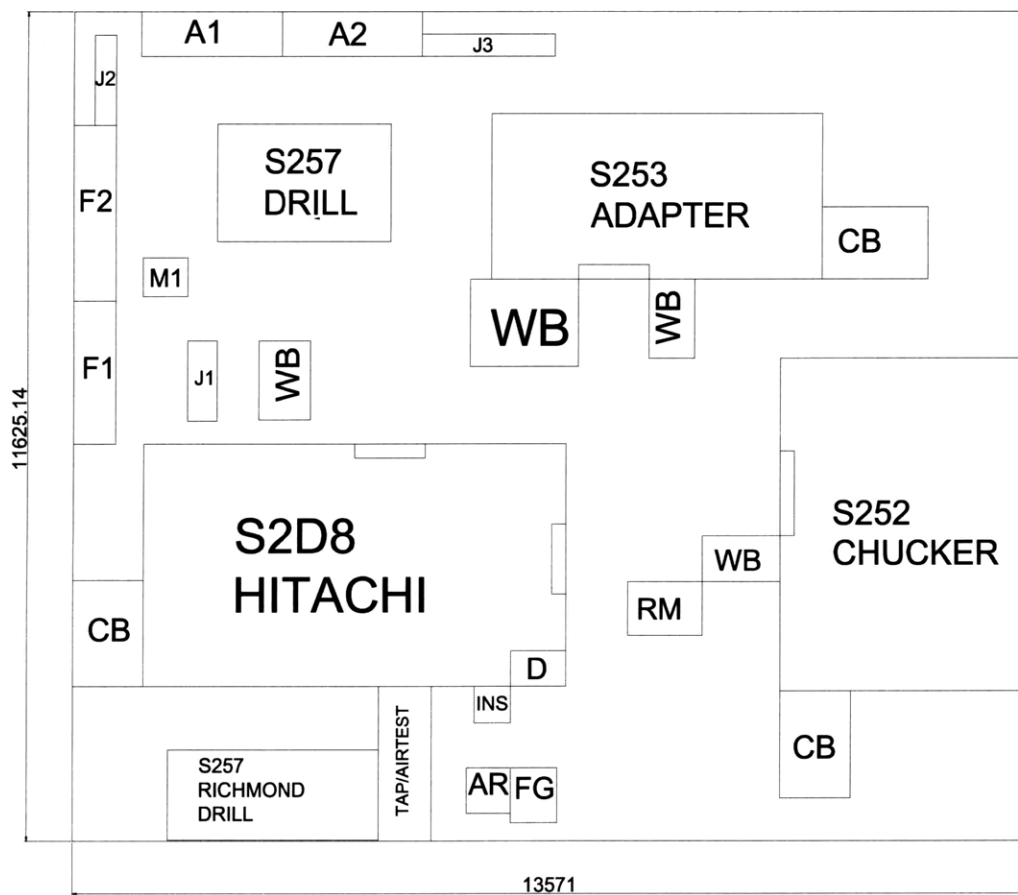 A1
A2
J3
J2
S257
DRILL
S253
ADAPTER
F2
CB
M1
WB
WB
F1
J1
WB
11625.14
S2D8
HITACHI
S252
CHUCKER
WB
RM
CB
D
INS
TAP/AIRTEST
CB
S257
RICHMOND
DRILL
AR
FG
13571